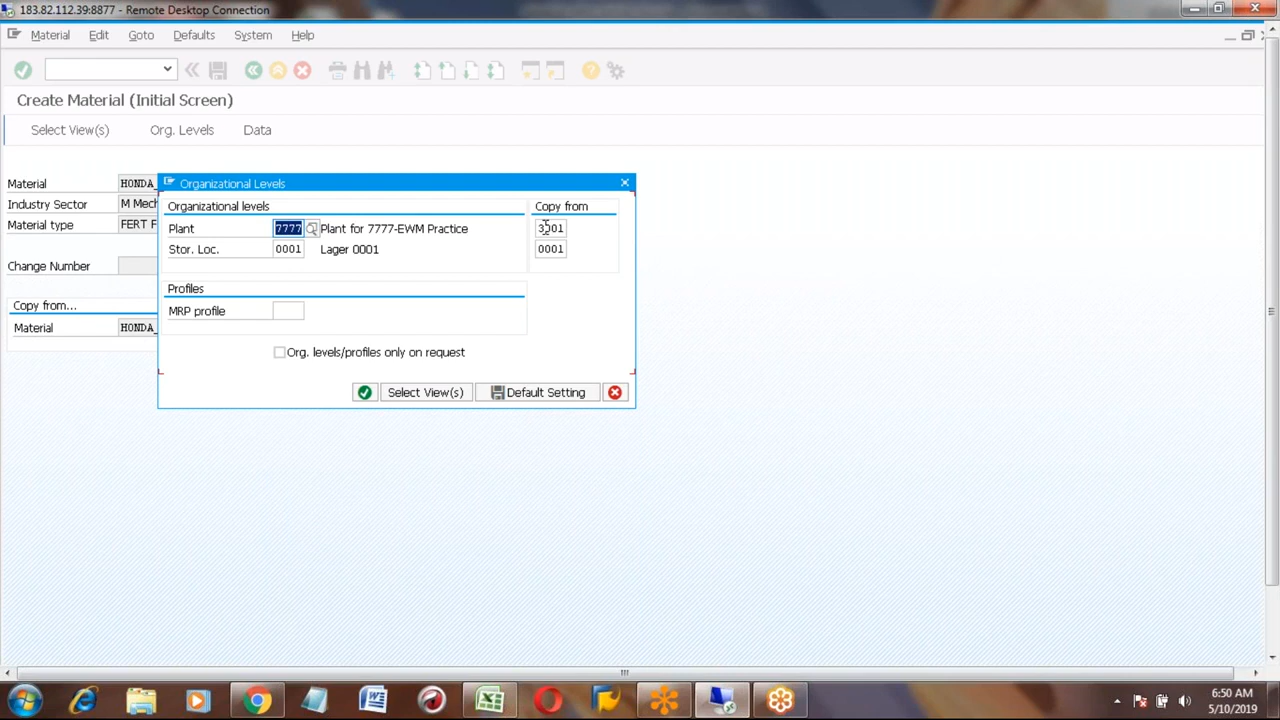 183.82.112.39:8877 - Remote Desktop Connection
Material Edit Goto Defaults System Help
Create Material (Initial Screen)
Select View(s) Org. Levels Data
Material HONDA_
Industry Sector M Mech
Material type FERT F
Change Number
Copy from...
Material HONDA_
Organizational Levels
Organizational levels Copy from
Plant 7777 Plant for 7777-EWM Practice
Stor. Loc. 0001 Lager 0001 0001
Profiles
MRP profile
Org. levels/profiles only on request
Select View(s) Default Setting
6:50 AM
5/10/2019